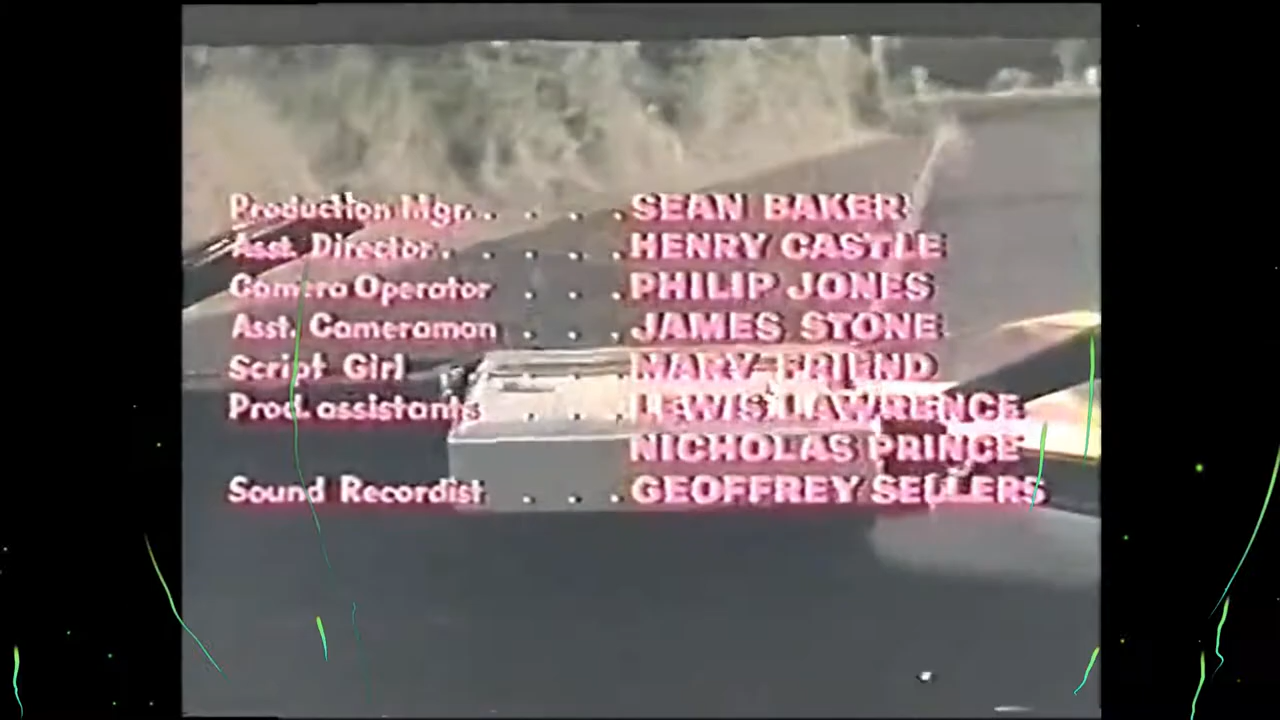 Production Mgr. . . . . SEAN BAKER
Asst. Director . . . . . HENRY CASTLE
Camera Operator . . . PHILIP JONES
Asst. Cameraman . . . JAMES STONE
Script Girl . . . MARY FRIEND
Prod. assistants . . . LEWIS LAWRENCE
NICHOLAS PRINCE
Sound Recordist . . . GEOFFREY SELLERS